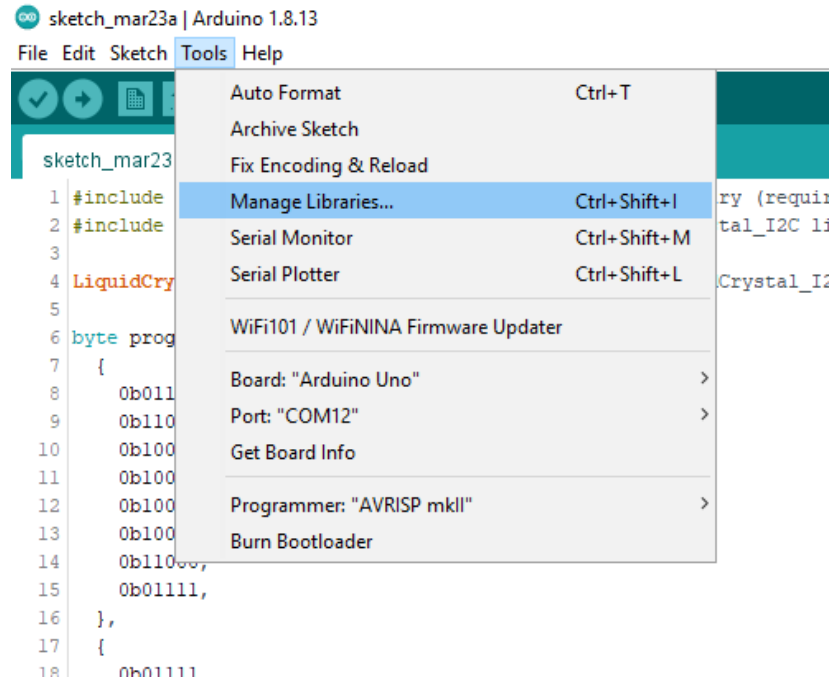 sketch_mar23a | Arduino 1.8.13
File Edit Sketch Tools Help
sketch_mar23
Auto Format Ctrl+T
Archive Sketch
Fix Encoding & Reload
Manage Libraries... Ctrl+Shift+I
Serial Monitor Ctrl+Shift+M
Serial Plotter Ctrl+Shift+L
WiFi101 / WiFiNINA Firmware Updater
Board: "Arduino Uno"
Port: "COM12"
Get Board Info
Programmer: "AVRISP mkII"
Burn Bootloader
1 #include ry (requir
2 #include tal_I2C li
3
4 LiquidCry Crystal_I2
5
6 byte prog
7 {
8 0b011
9 0b110
10 0b100
11 0b100
12 0b100
13 0b100
14 0b11000,
15 0b01111,
16 },
17 {
18 0b01111